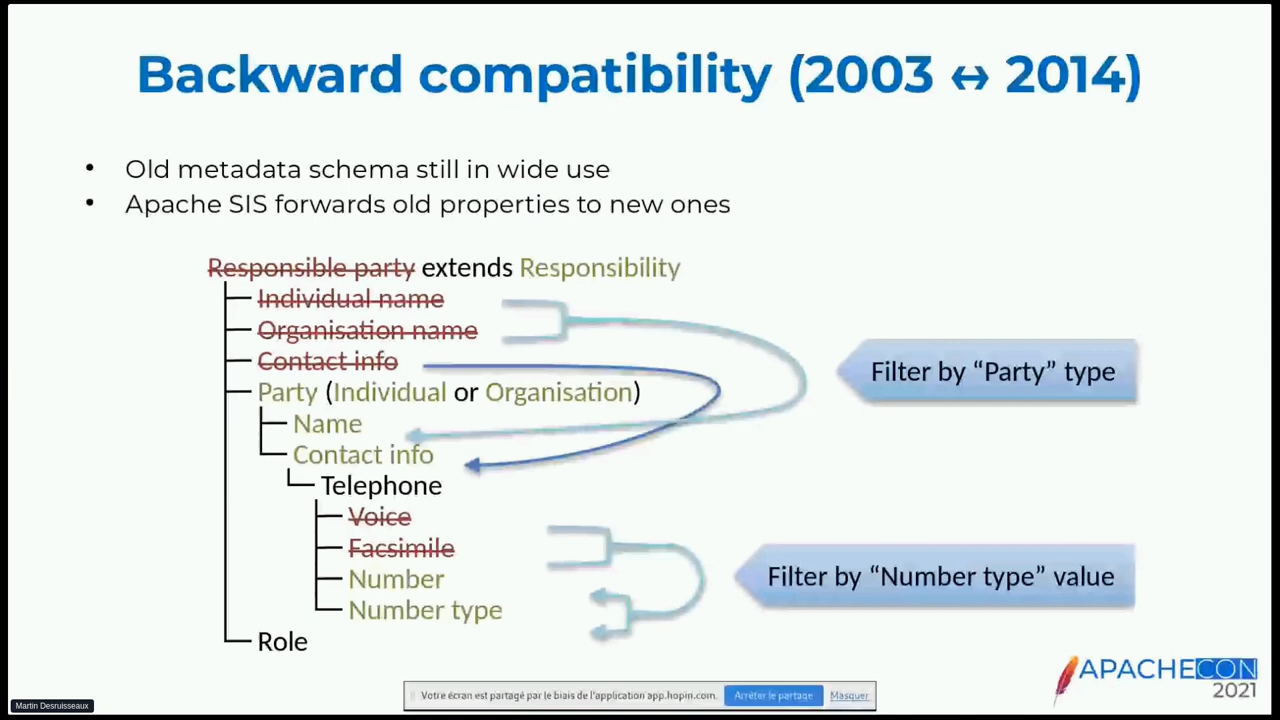 Backward compatibility (2003 ↔ 2014)
• Old metadata schema still in wide use
• Apache SIS forwards old properties to new ones
Responsible party extends Responsibility
Individual name
Organisation name
Contact info
Filter by “Party” type
Party (Individual or Organisation)
Name
Contact info
Telephone
Voice
Facsimile
Number
Filter by “Number type” value
Number type
Role
APACHECON
2021
Votre écran est partagé par le biais de l'application app.hopin.com. Arrêter le partage Masquer
Martin Desruisseaux